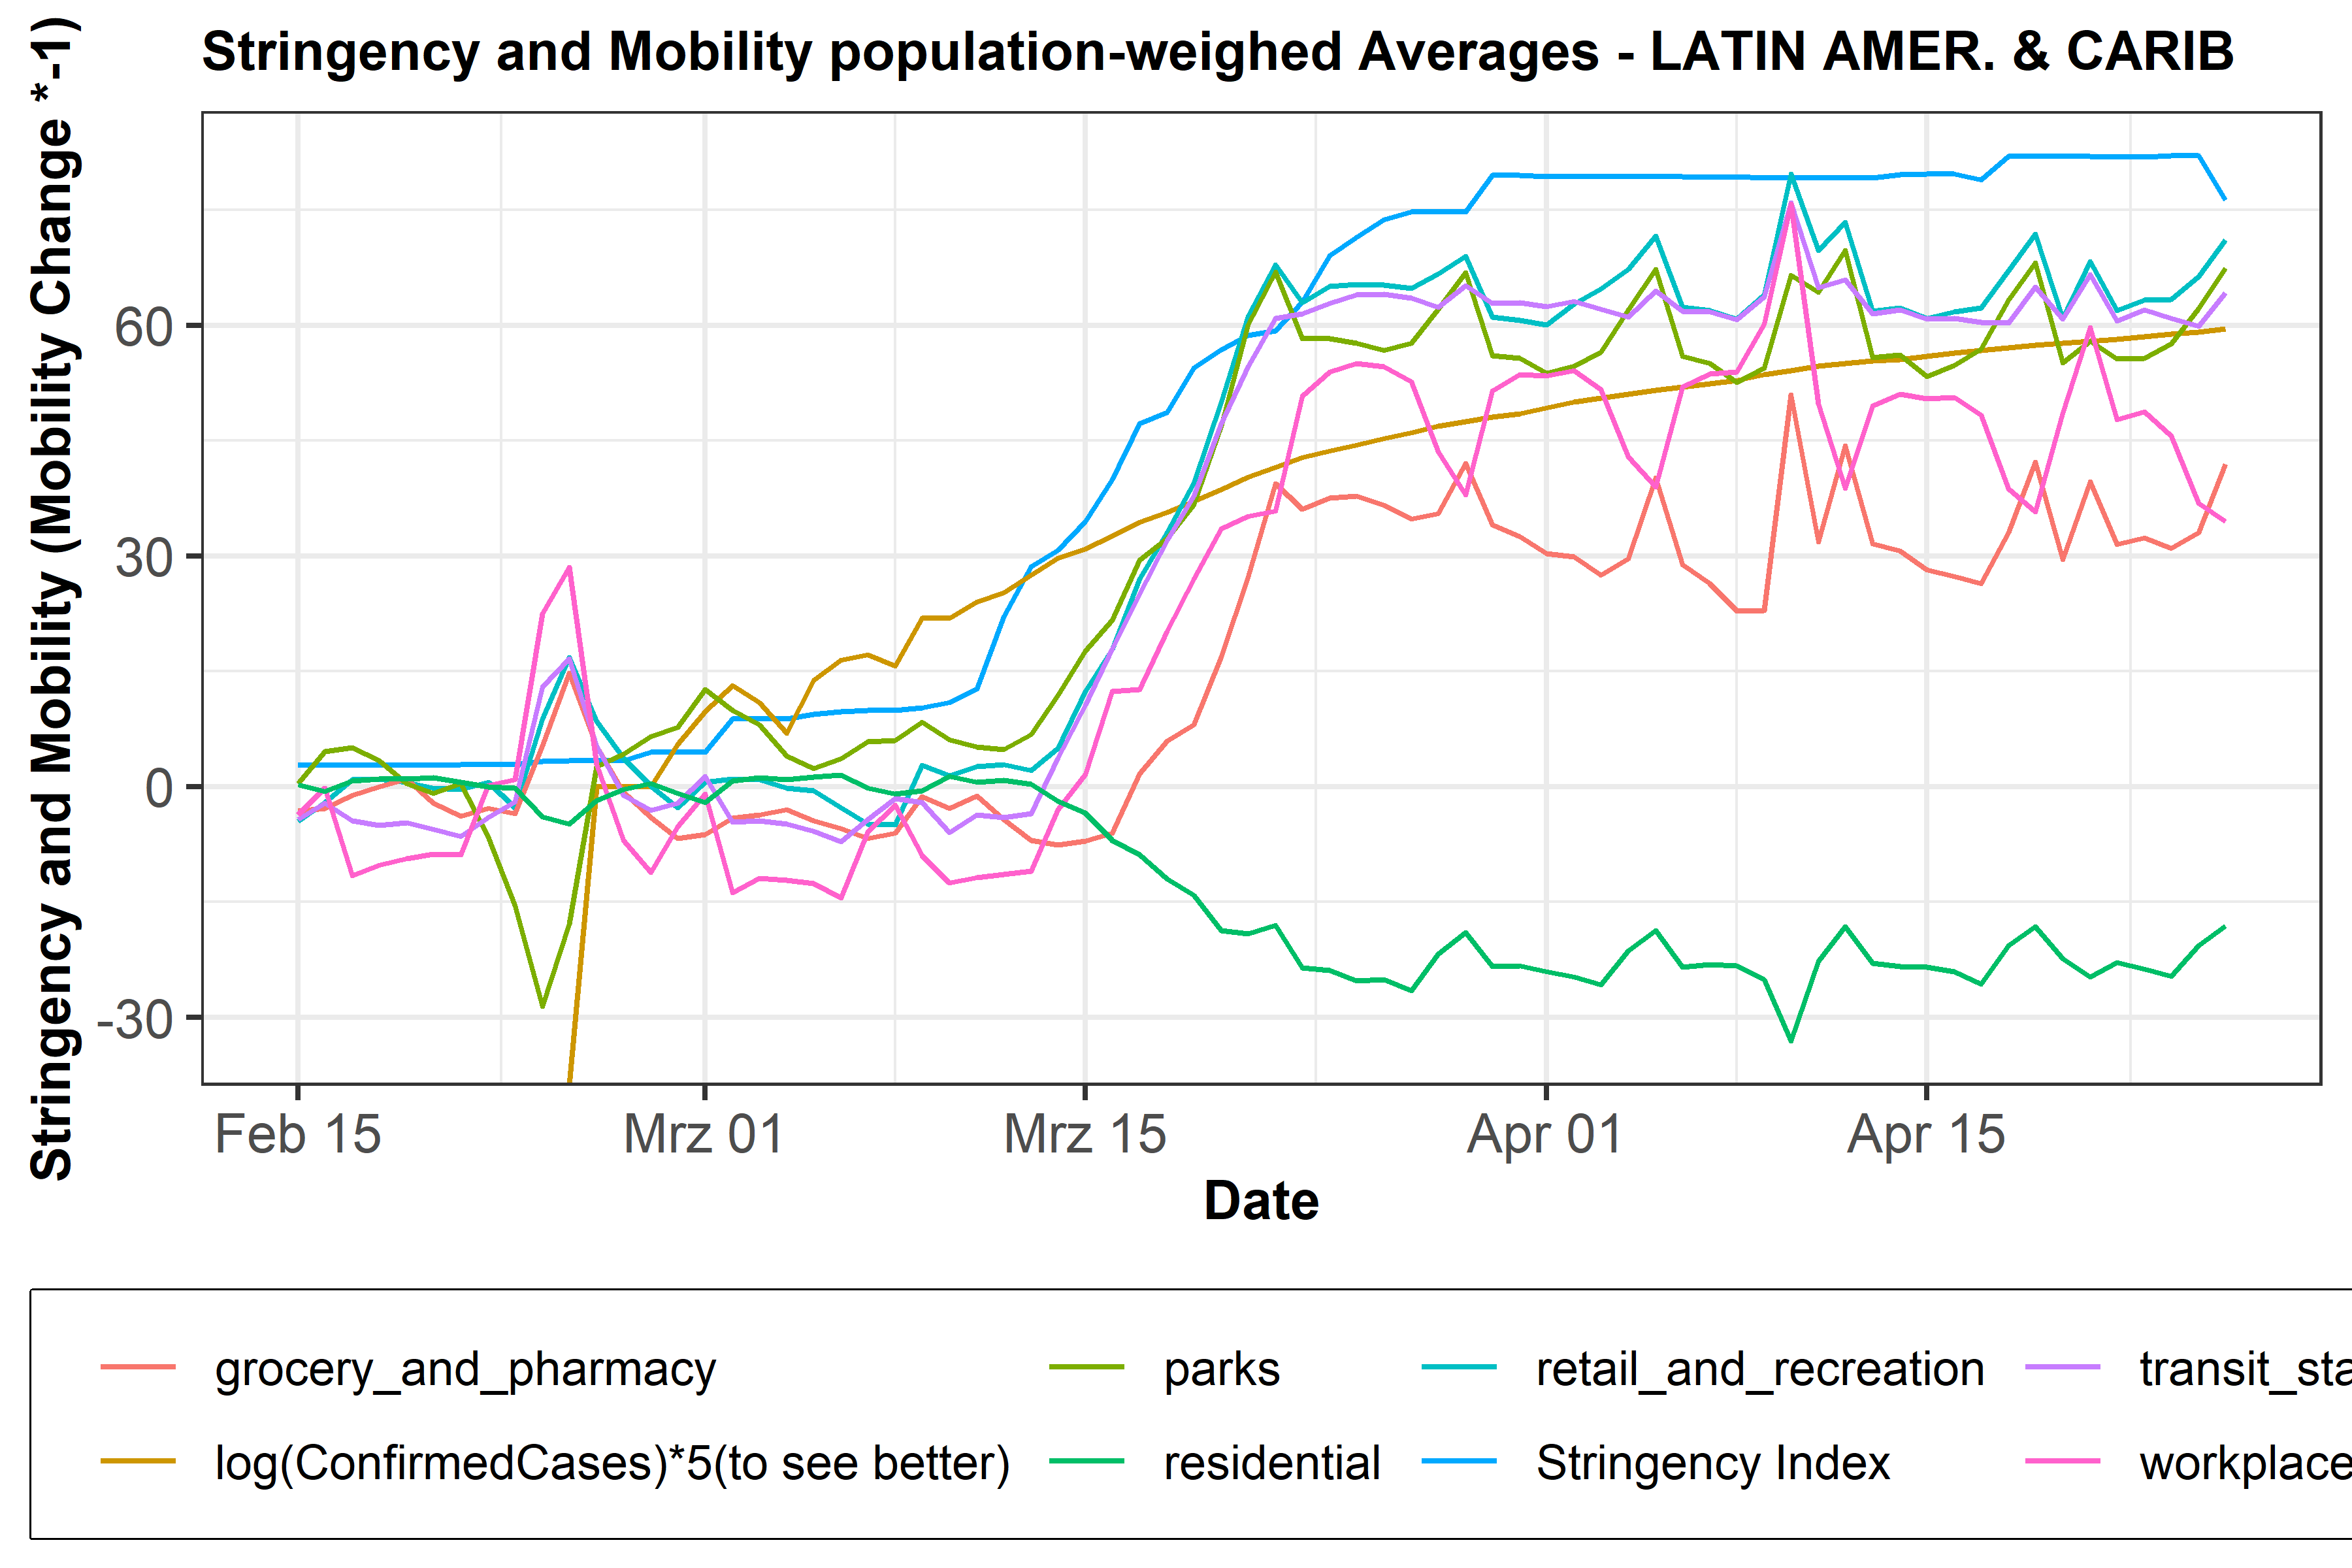 Stringency and Mobility population-weighed Averages - LATIN AMER. & CARIB
Stringency and Mobility (Mobility Change *-1)
60
30
0
-30
Feb 15
Mrz 01
Mrz 15
Apr 01
Apr 15
Date
grocery_and_pharmacy
parks
retail_and_recreation
transit_sta
log(ConfirmedCases)*5(to see better)
residential
Stringency Index
workplace